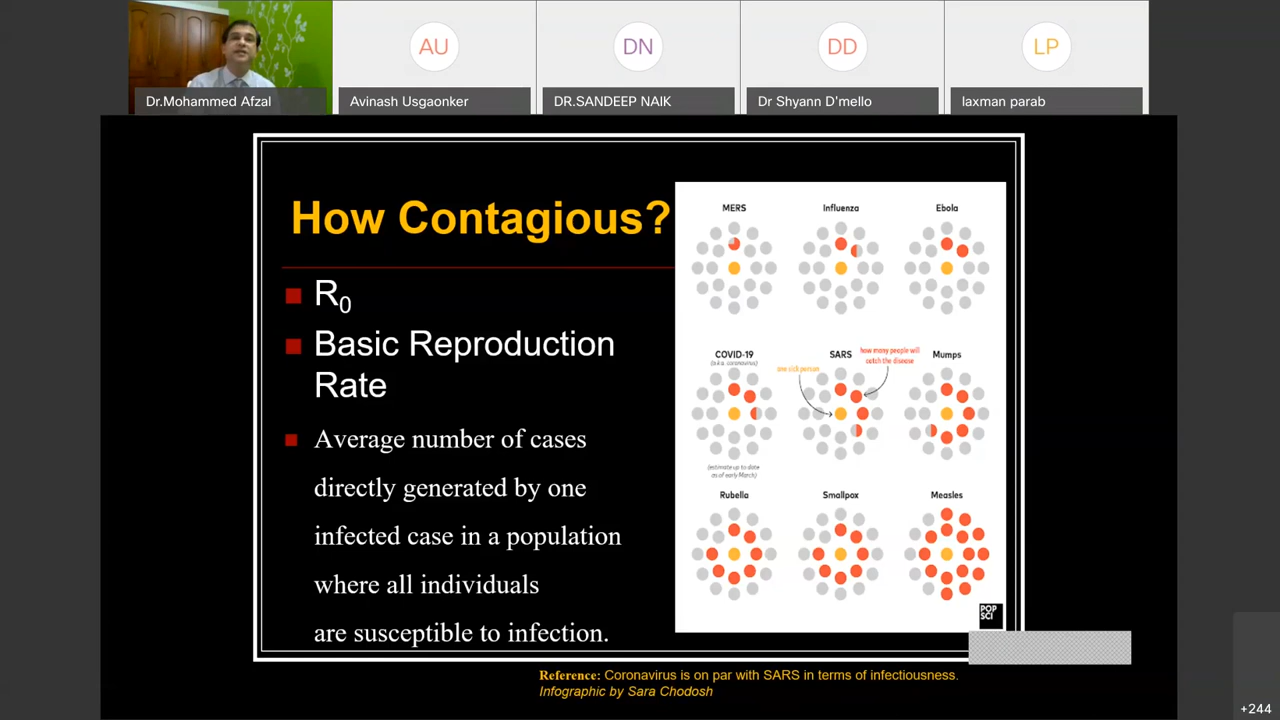 AU
DN
DD
LP
Dr.Mohammed Afzal
Avinash Usgaonker
DR.SANDEEP NAIK
Dr Shyann D'mello
laxman parab
How Contagious?
R0
Basic Reproduction
Rate
Average number of cases
directly generated by one
infected case in a population
where all individuals
are susceptible to infection.
MERS
Influenza
Ebola
COVID-19
(a.k.a. coronavirus)
SARS
how many people will
catch the disease
Mumps
one sick person
(estimate up to date
as of early March)
Rubella
Smallpox
Measles
POP
SCI
Reference: Coronavirus is on par with SARS in terms of infectiousness.
Infographic by Sara Chodosh
+244